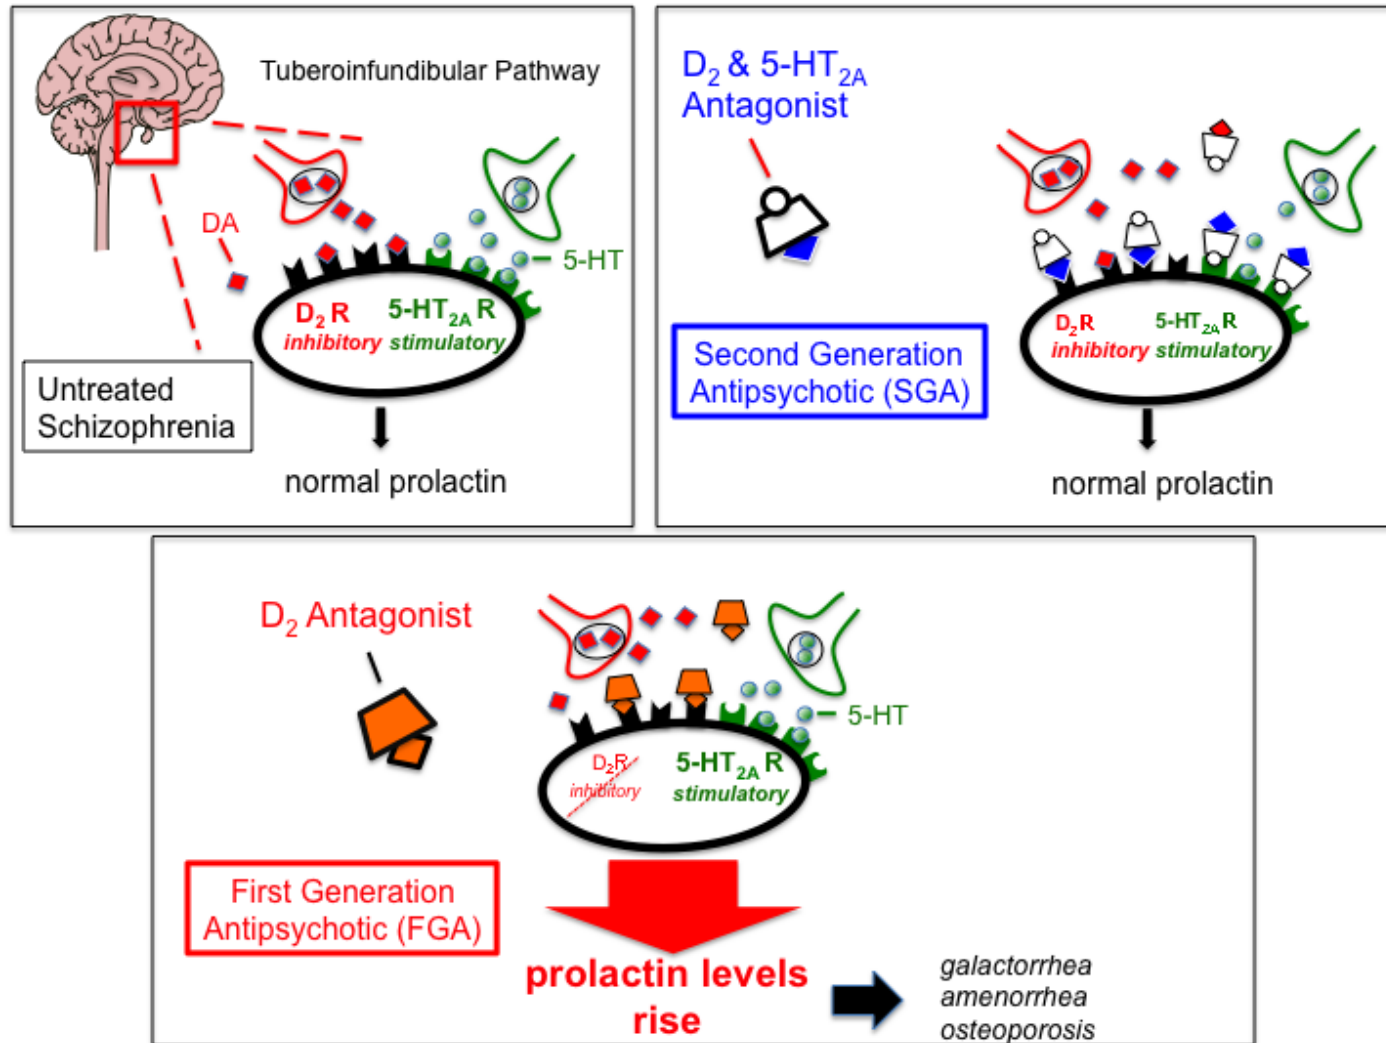 Tuberoinfundibular Pathway
DA
5-HT
D₂ R
inhibitory
5-HT₂A R
stimulatory
Untreated
Schizophrenia
normal prolactin
D₂ & 5-HT₂A
Antagonist
Second Generation
Antipsychotic (SGA)
D₂R
inhibitory
5-HT₂A R
stimulatory
normal prolactin
D₂ Antagonist
5-HT
D₂R
inhibitory
5-HT₂A R
stimulatory
First Generation
Antipsychotic (FGA)
prolactin levels
rise
galactorrhea
amenorrhea
osteoporosis